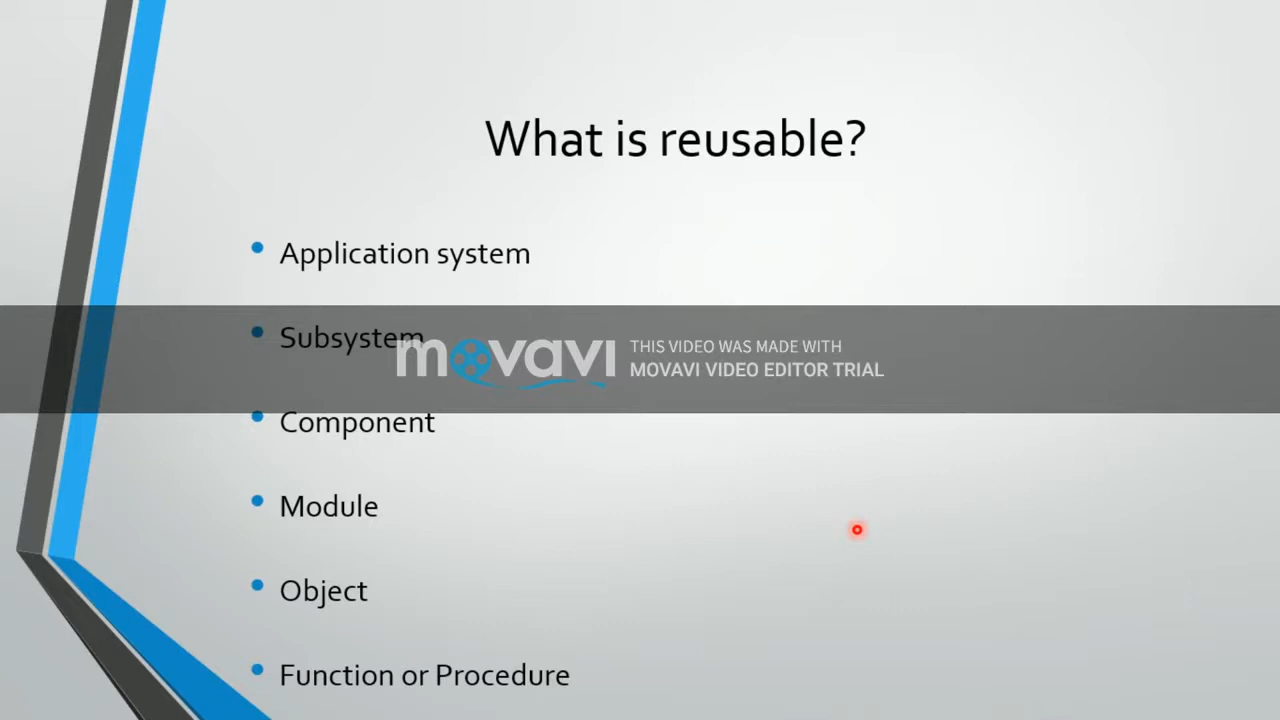 What is reusable?
Application system
Subsystem
movavi
THIS VIDEO WAS MADE WITH
MOVAVI VIDEO EDITOR TRIAL
Component
Module
Object
Function or Procedure